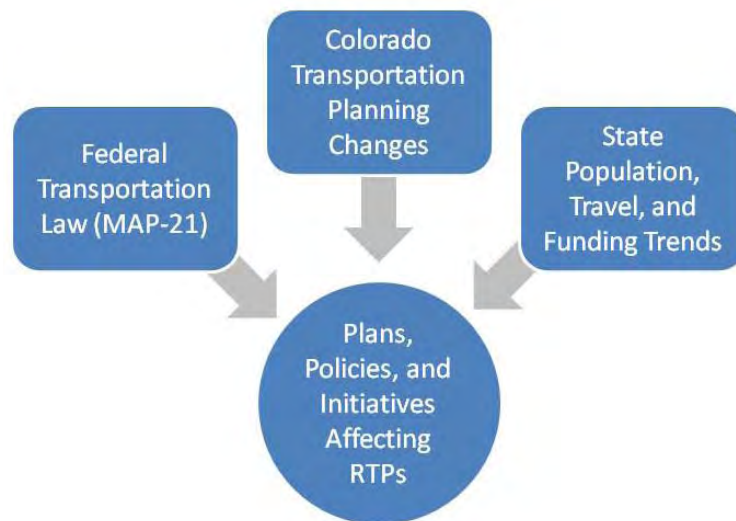 Colorado
Transportation
Planning
Changes
Federal
Transportation
Law (MAP-21)
State
Population,
Travel, and
Funding Trends
Plans,
Policies, and
Initiatives
Affecting
RTPs